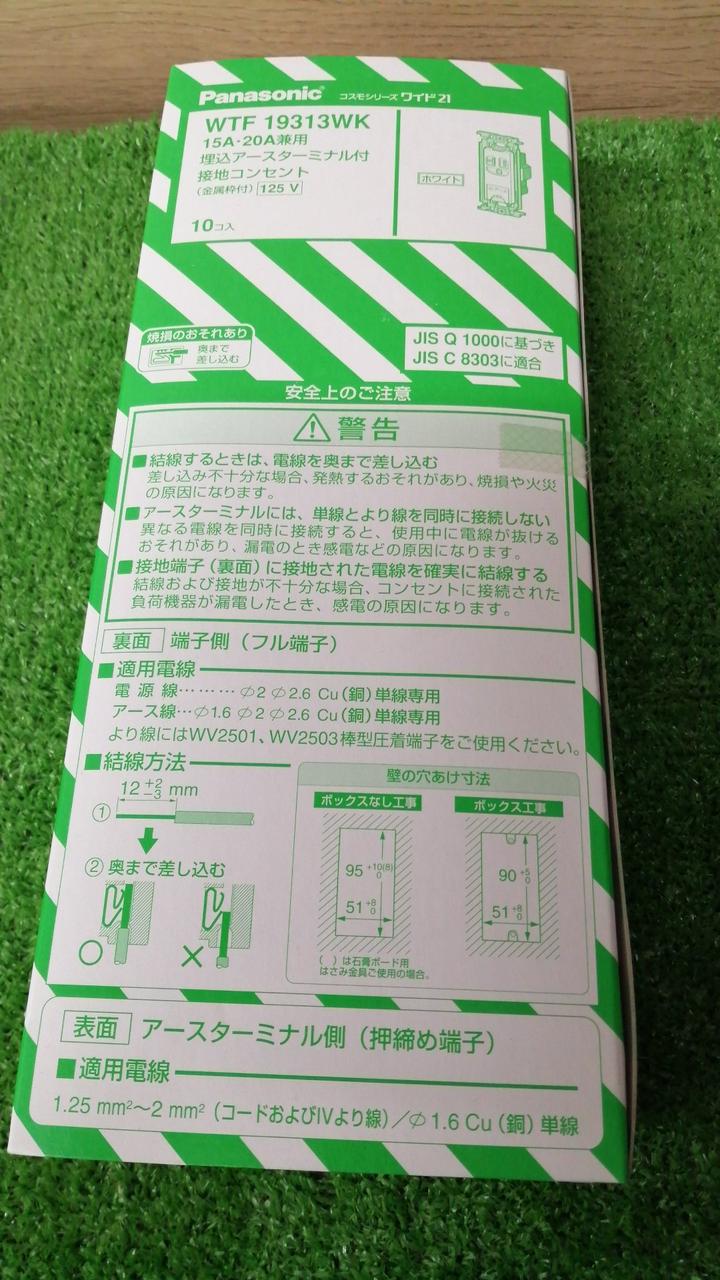 Panasonic コスモシリーズ ワイド21
WTF 19313WK
15A・20A兼用
埋込アースターミナル付
接地コンセント
(金属枠付) 125 V
10コ入
ホワイト
焼損のおそれあり
奥まで
差し込む
JIS Q 1000に基づき
JIS C 8303に適合
安全上のご注意
警告
■結線するときは、電線を奥まで差し込む
差し込み不十分な場合、発熱するおそれがあり、焼損や火災
の原因になります。
■アースターミナルには、単線とより線を同時に接続しない
異なる電線を同時に接続すると、使用中に電線が抜ける
おそれがあり、漏電のとき感電などの原因になります。
■接地端子(裏面)に接地された電線を確実に結線する
結線および接地が不十分な場合、コンセントに接続された
負荷機器が漏電したとき、感電の原因になります。
裏面 端子側(フル端子)
■適用電線
電源線………φ2 φ2.6 Cu(銅)単線専用
アース線…φ1.6 φ2 φ2.6 Cu(銅)単線専用
より線にはWV2501、WV2503棒型圧着端子をご使用ください。
■結線方法
12 +2 -3 mm
①
②奥まで差し込む
○ ×
壁の穴あけ寸法
ボックスなし工事 ボックス工事
95 +10(8) 0
51 +8 0
90 +5 0
51 +8 0
( )は石膏ボード用
はさみ金具ご使用の場合。
表面 アースターミナル側(押締め端子)
■適用電線
1.25 mm²〜2 mm²(コードおよびIVより線)/φ1.6 Cu(銅)単線